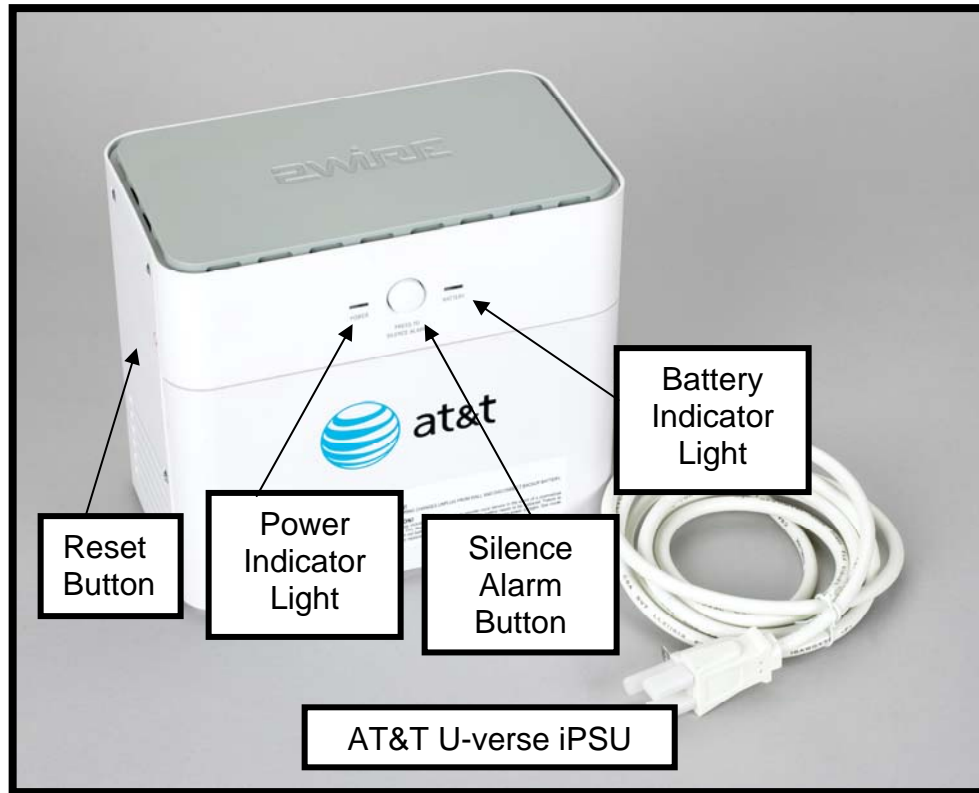 2WIRE
POWER
PRESS TO
SILENCE ALARM
BATTERY
at&t
Battery
Indicator
Light
Reset
Button
Power
Indicator
Light
Silence
Alarm
Button
AT&T U-verse iPSU